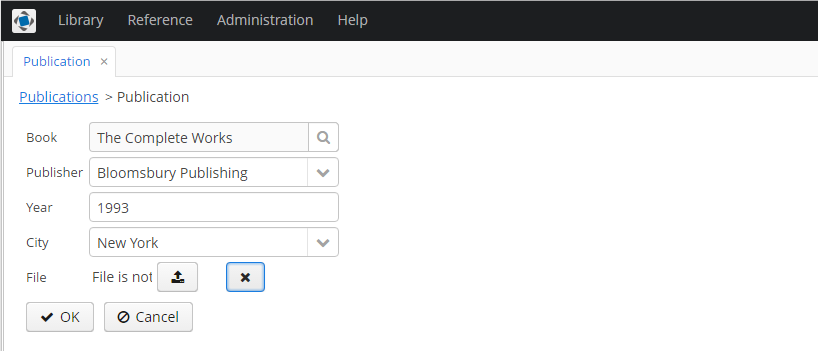 Library Reference Administration Help
Publication ×
Publications > Publication
Book The Complete Works
Publisher Bloomsbury Publishing
Year 1993
City New York
File File is not
OK Cancel